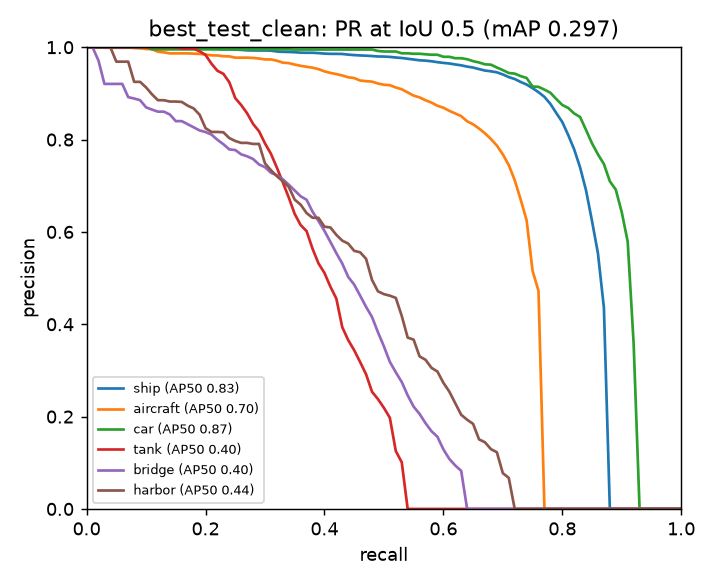 best_test_clean: PR at IoU 0.5 (mAP 0.297)
precision
1.0
0.8
0.6
0.4
0.2
0.0
ship (AP50 0.83)
aircraft (AP50 0.70)
car (AP50 0.87)
tank (AP50 0.40)
bridge (AP50 0.40)
harbor (AP50 0.44)
0.0 0.2 0.4 0.6 0.8 1.0
recall